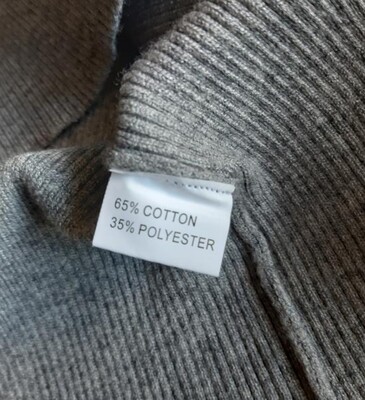 65% COTTON
35% POLYESTER